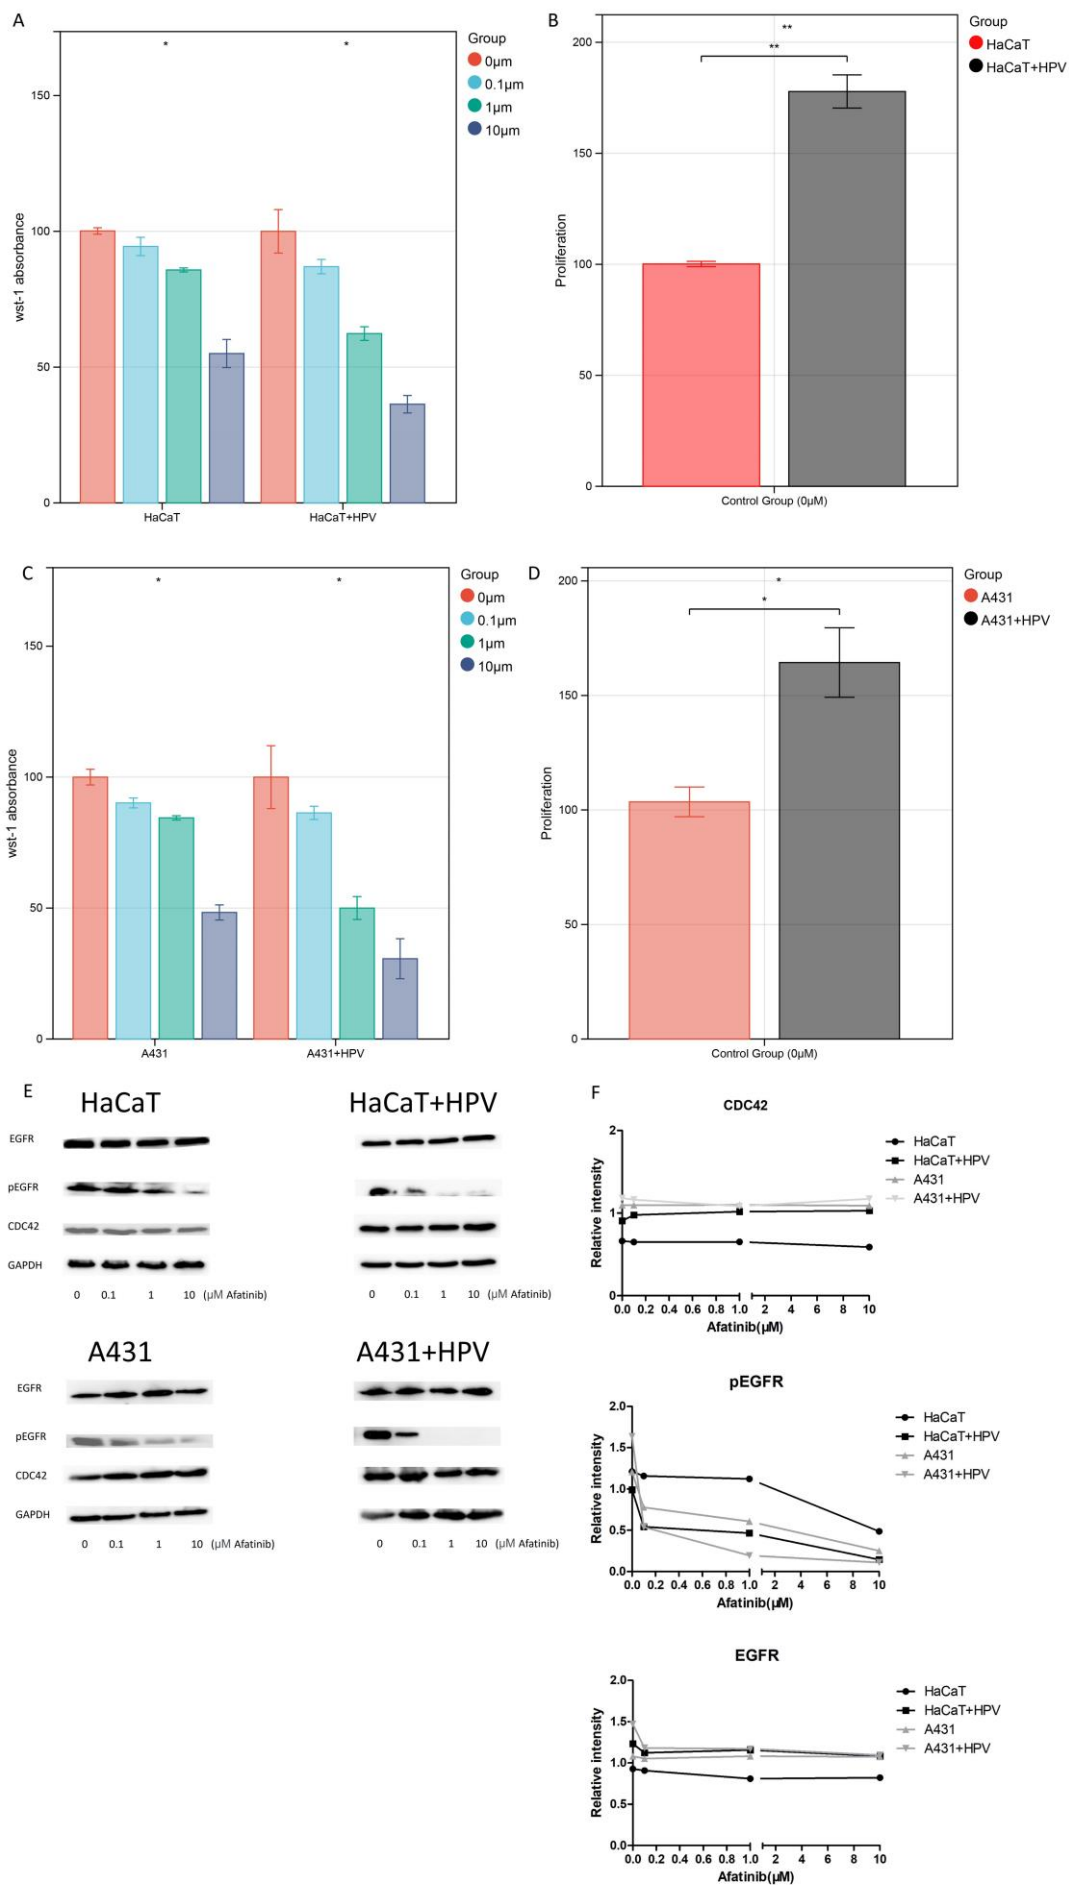 A
*
*
Group
0μm
0.1μm
1μm
10μm
150
100
50
0
wst-1 absorbance
HaCaT
HaCaT+HPV
B
**
**
Group
HaCaT
HaCaT+HPV
200
150
100
50
0
Proliferation
Control Group (0μM)
C
*
*
Group
0μm
0.1μm
1μm
10μm
150
100
50
0
wst-1 absorbance
A431
A431+HPV
D
*
*
Group
A431
A431+HPV
200
150
100
50
0
Proliferation
Control Group (0μM)
E
HaCaT
HaCaT+HPV
EGFR
pEGFR
CDC42
GAPDH
0 0.1 1 10 (μM Afatinib)
0 0.1 1 10 (μM Afatinib)
A431
A431+HPV
EGFR
pEGFR
CDC42
GAPDH
0 0.1 1 10 (μM Afatinib)
0 0.1 1 10 (μM Afatinib)
F
CDC42
2
1
0
Relative intensity
0.0 0.2 0.4 0.6 0.8 1.0 2 4 6 8 10
Afatinib(μM)
HaCaT
HaCaT+HPV
A431
A431+HPV
pEGFR
2.0
1.5
1.0
0.5
0.0
Relative intensity
0.0 0.2 0.4 0.6 0.8 1.0 2 4 6 8 10
Afatinib(μM)
HaCaT
HaCaT+HPV
A431
A431+HPV
EGFR
2.0
1.5
1.0
0.5
0.0
Relative intensity
0.0 0.2 0.4 0.6 0.8 1.0 2 4 6 8 10
Afatinib(μM)
HaCaT
HaCaT+HPV
A431
A431+HPV